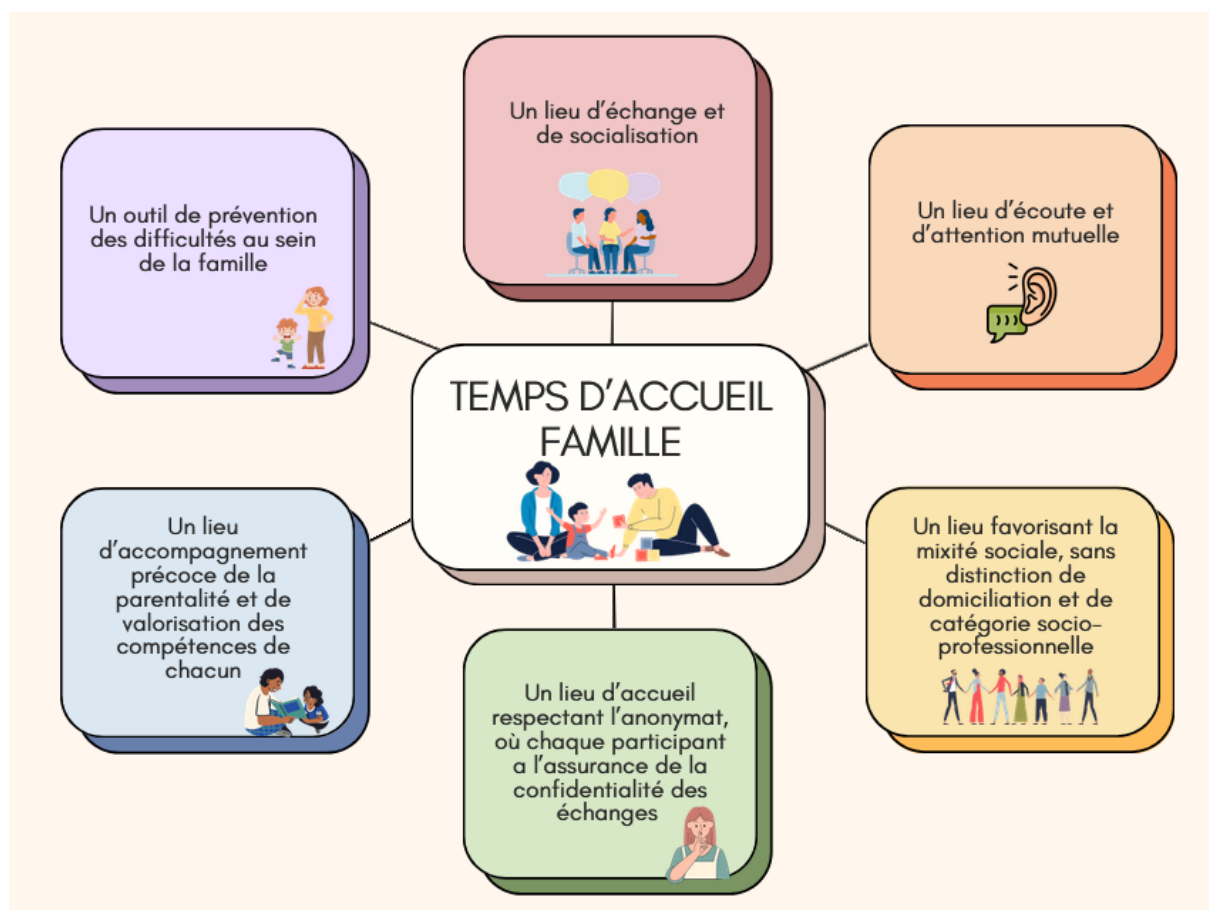 Un lieu d'échange et
de socialisation
Un outil de prévention
des difficultés au sein
de la famille
Un lieu d'écoute et
d'attention mutuelle
TEMPS D'ACCUEIL
FAMILLE
Un lieu
d'accompagnement
précoce de la
parentalité et de
valorisation des
compétences de
chacun
Un lieu favorisant la
mixité sociale, sans
distinction de
domiciliation et de
catégorie socio-
professionnelle
Un lieu d'accueil
respectant l'anonymat,
où chaque participant
a l'assurance de la
confidentialité des
échanges